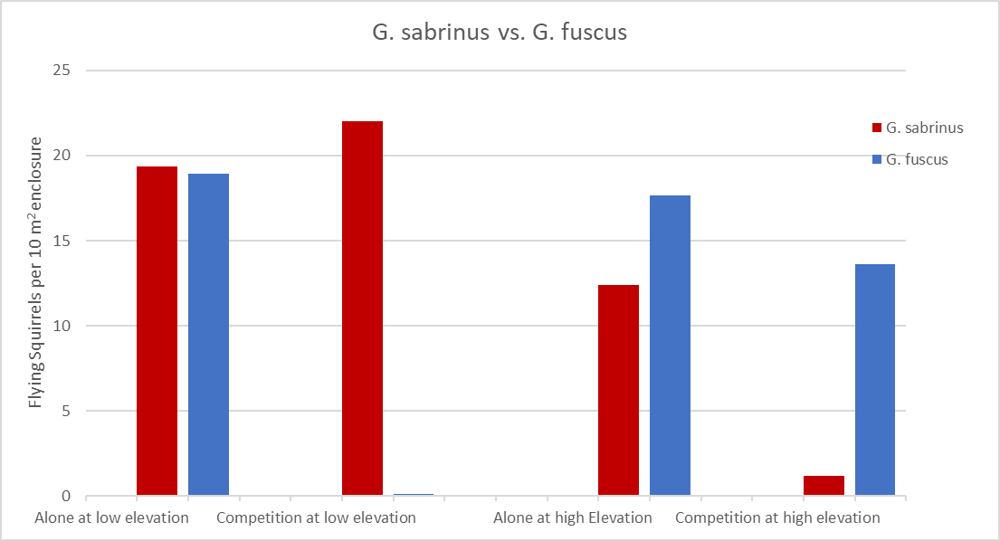 G. sabrinus vs. G. fuscus
Flying Squirrels per 10 m² enclosure
25
20
15
10
5
0
G. sabrinus
G. fuscus
Alone at low elevation
Competition at low elevation
Alone at high Elevation
Competition at high elevation